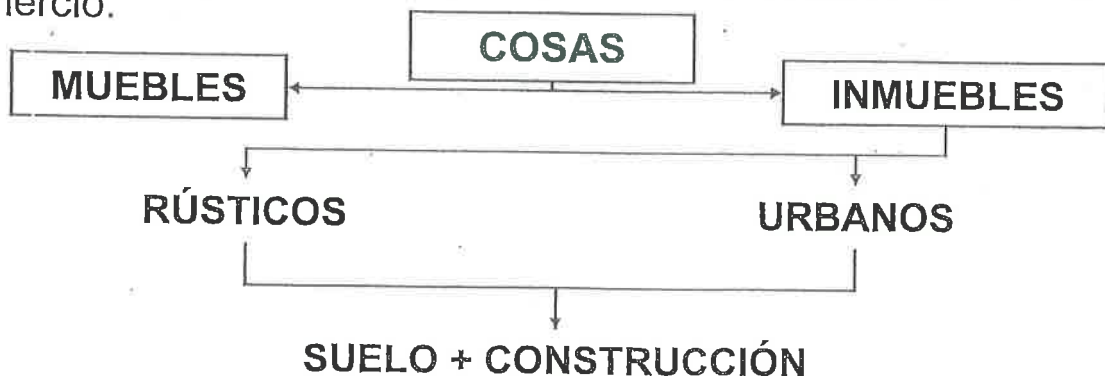 COSAS
MUEBLES
INMUEBLES
RÚSTICOS
URBANOS
SUELO + CONSTRUCCIÓN